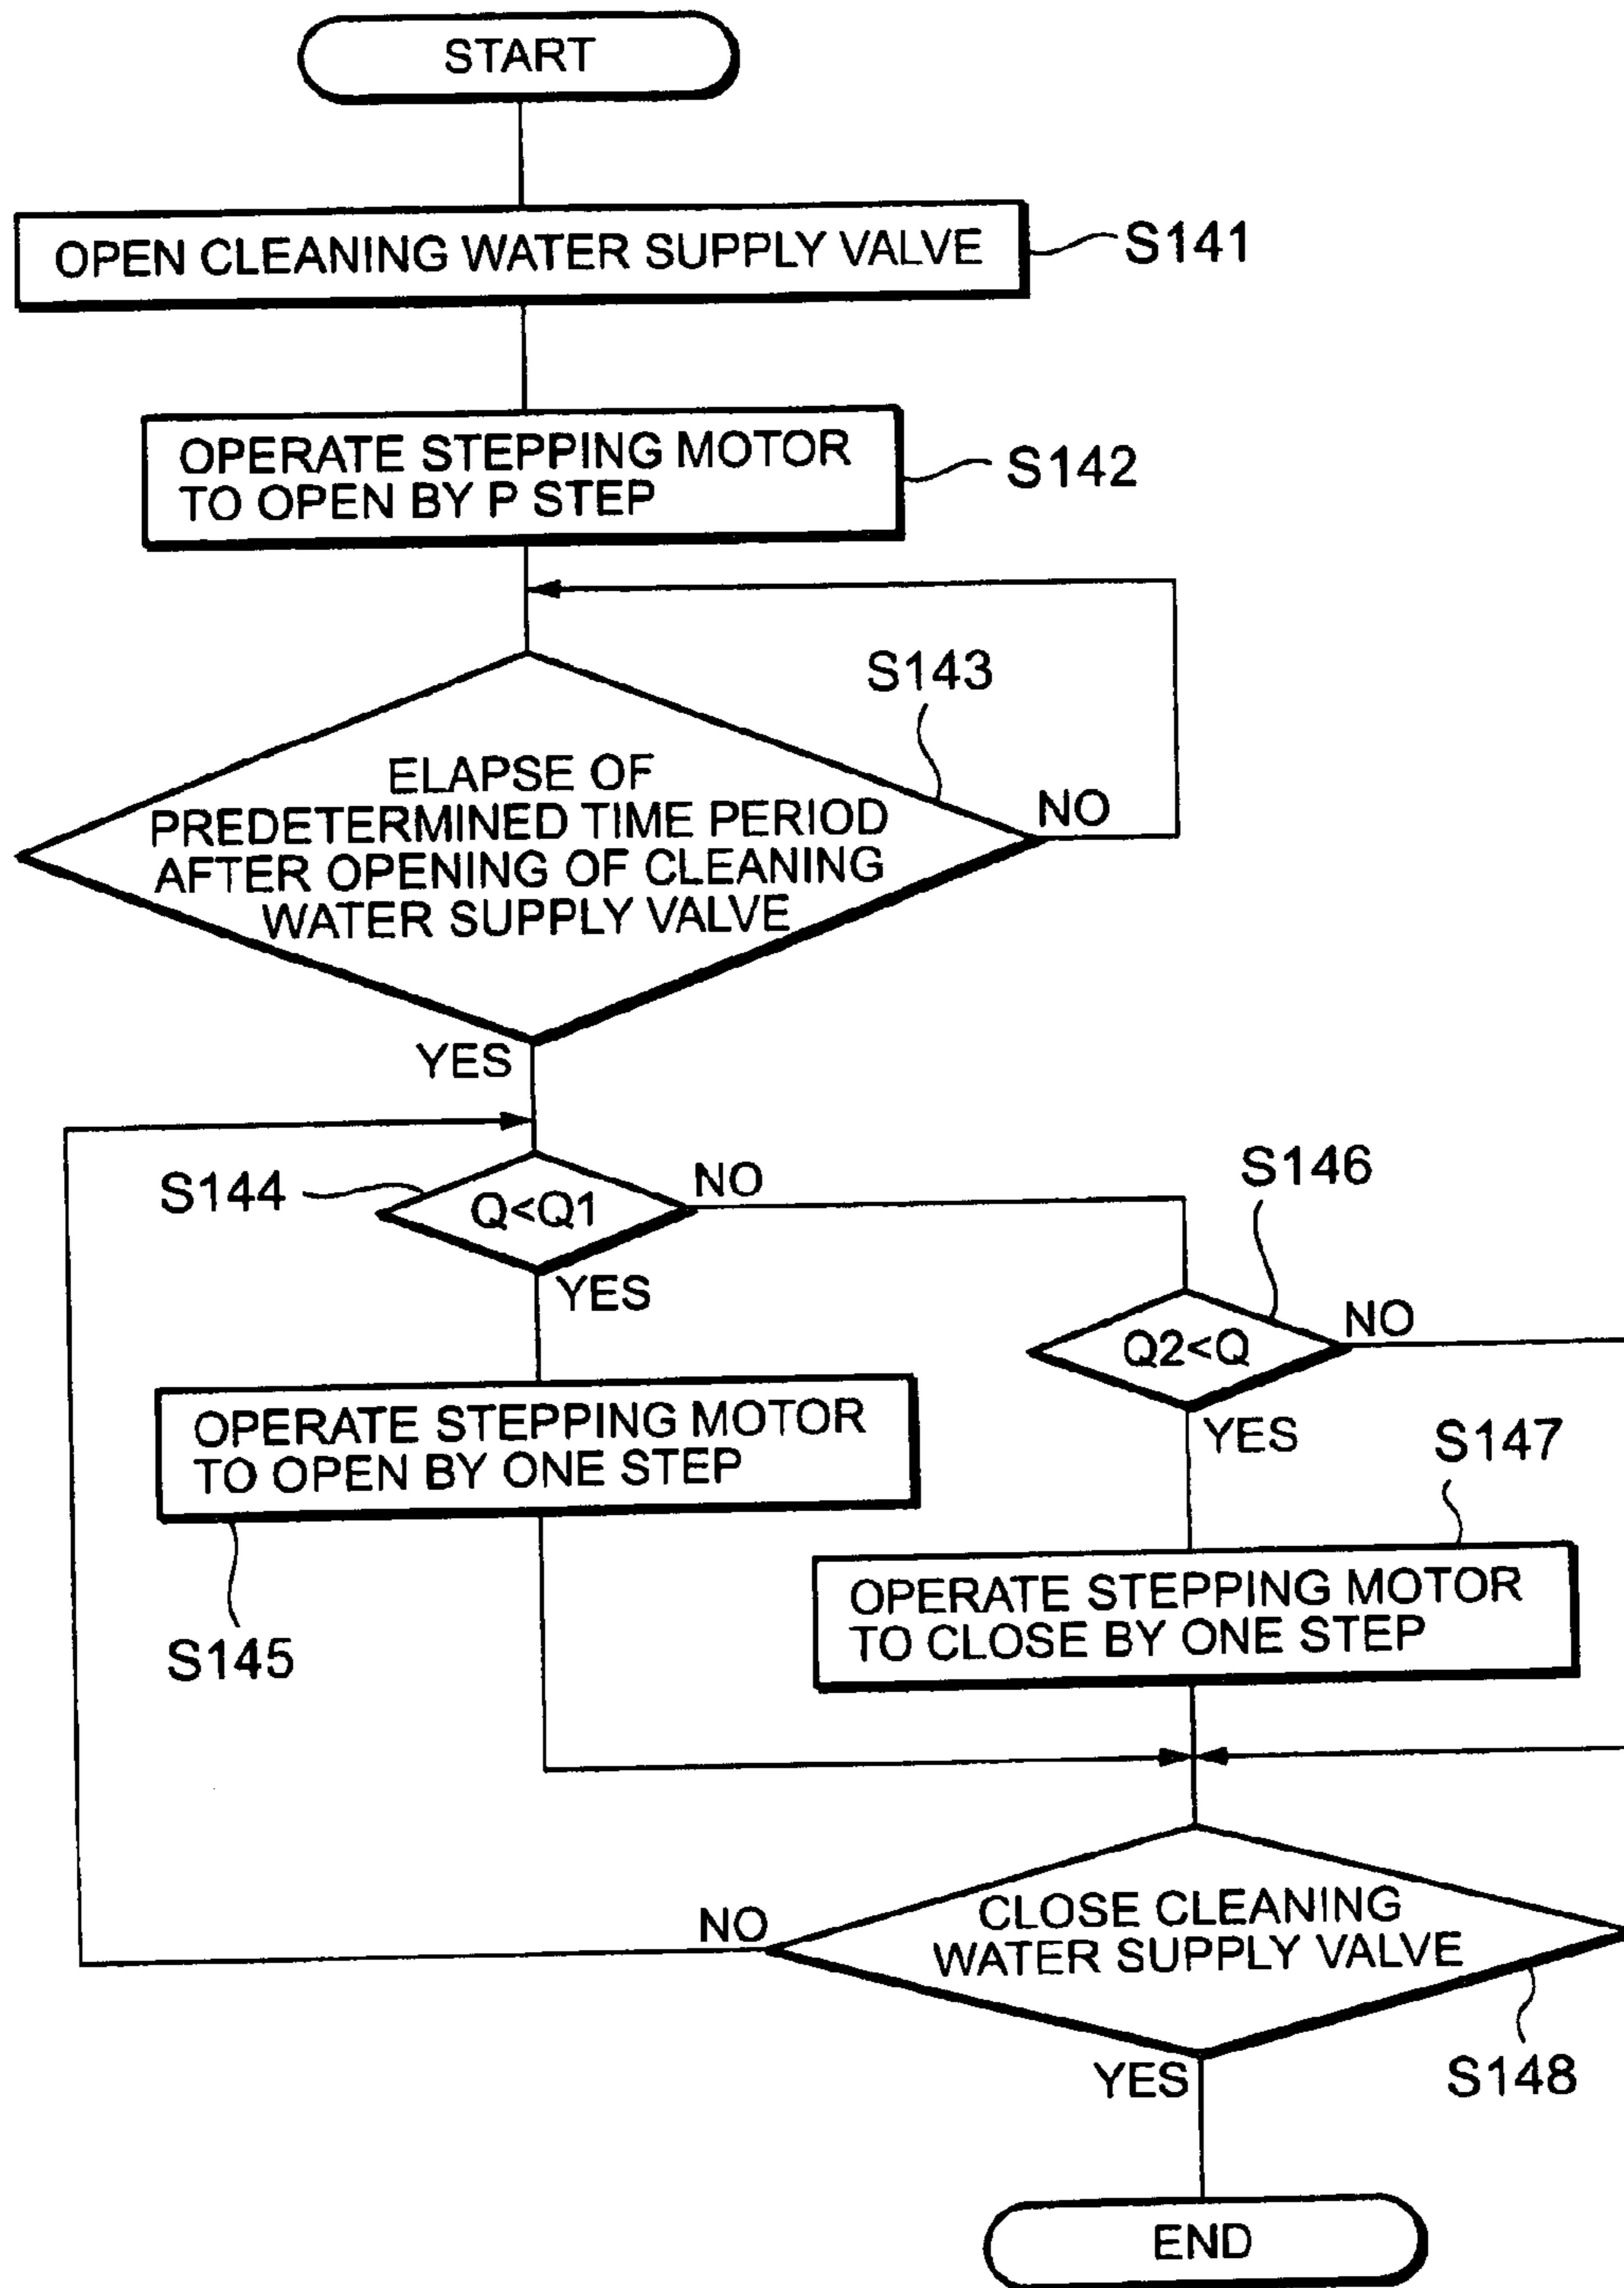 START
OPEN CLEANING WATER SUPPLY VALVE
S141
OPERATE STEPPING MOTOR
TO OPEN BY P STEP
S142
S143
ELAPSE OF
PREDETERMINED TIME PERIOD
AFTER OPENING OF CLEANING
WATER SUPPLY VALVE
NO
YES
S144
Q<Q1
NO
YES
S146
Q2<Q
NO
YES
OPERATE STEPPING MOTOR
TO OPEN BY ONE STEP
S145
S147
OPERATE STEPPING MOTOR
TO CLOSE BY ONE STEP
CLOSE CLEANING
WATER SUPPLY VALVE
NO
YES
S148
END